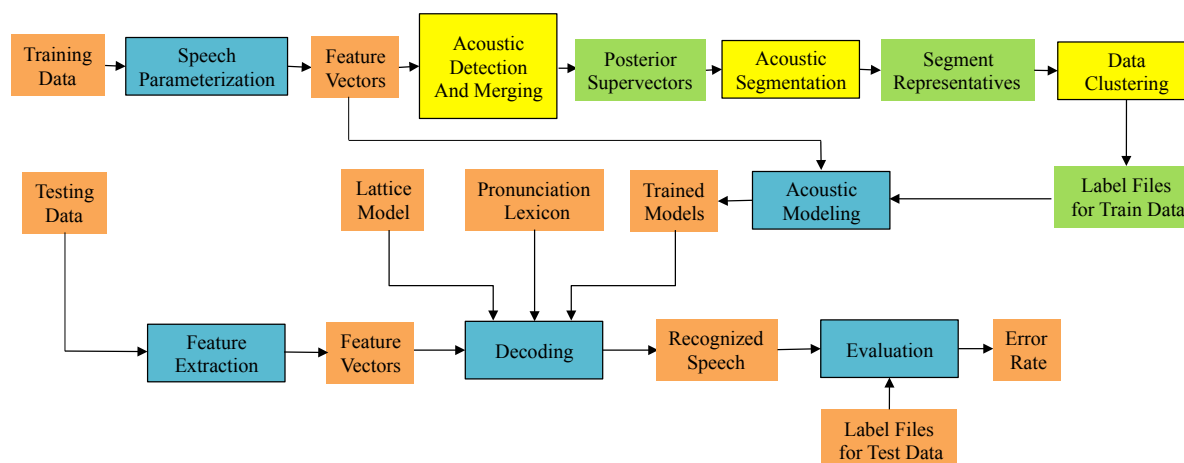 Training
Data
Speech
Parameterization
Feature
Vectors
Acoustic
Detection
And Merging
Posterior
Supervectors
Acoustic
Segmentation
Segment
Representatives
Data
Clustering
Testing
Data
Lattice
Model
Pronunciation
Lexicon
Trained
Models
Acoustic
Modeling
Label Files
for Train Data
Feature
Extraction
Feature
Vectors
Decoding
Recognized
Speech
Evaluation
Error
Rate
Label Files
for Test Data